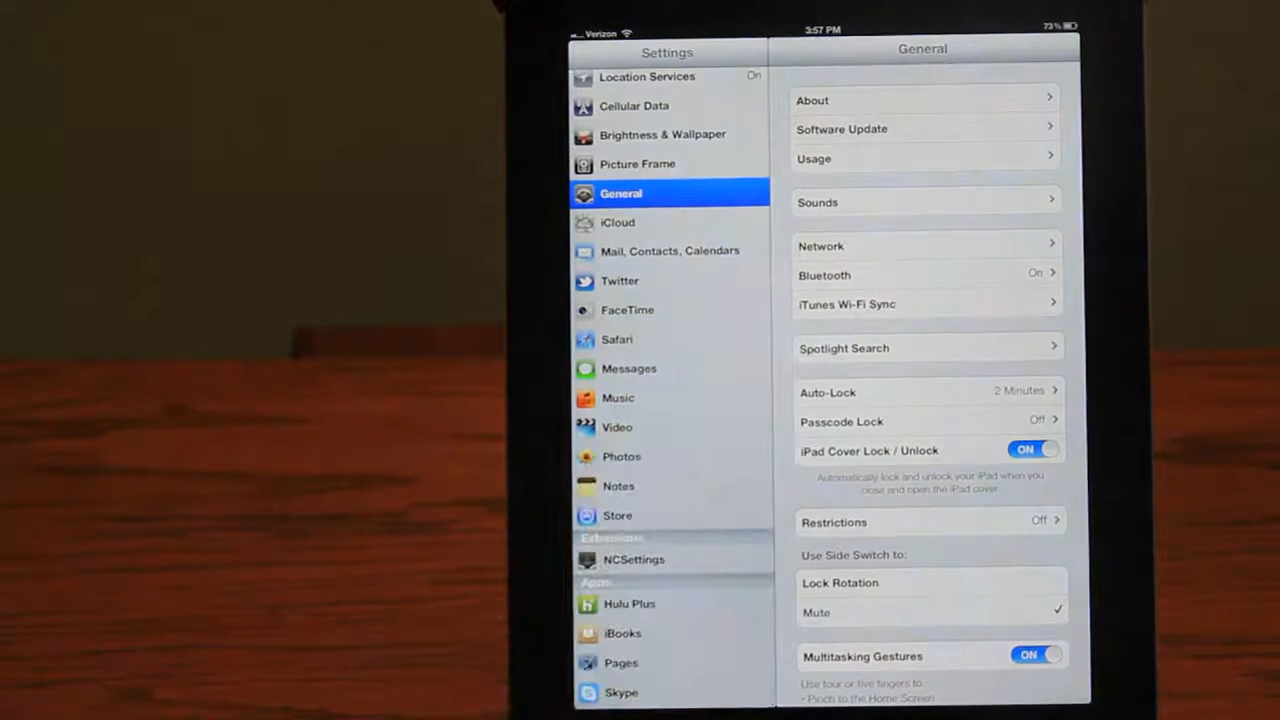 Verizon 3:57 PM 73%
Settings
Location Services On
Cellular Data
Brightness & Wallpaper
Picture Frame
General
iCloud
Mail, Contacts, Calendars
Twitter
FaceTime
Safari
Messages
Music
Video
Photos
Notes
Store
Extensions
NCSettings
Apps
Hulu Plus
iBooks
Pages
Skype
General
About
Software Update
Usage
Sounds
Network
Bluetooth On
iTunes Wi-Fi Sync
Spotlight Search
Auto-Lock 2 Minutes
Passcode Lock Off
iPad Cover Lock / Unlock ON
Automatically lock and unlock your iPad when you
close and open the iPad cover.
Restrictions Off
Use Side Switch to:
Lock Rotation
Mute
Multitasking Gestures ON
Use four or five fingers to:
• Pinch to the Home Screen